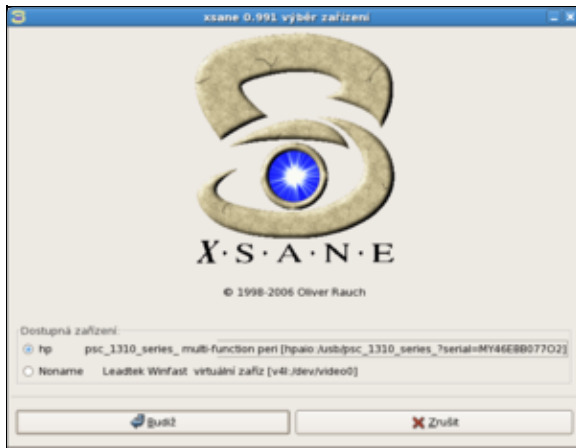 xsane 0.991 výběr zařízení
X·S·A·N·E
© 1998-2006 Oliver Rauch
Dostupná zařízení:
hp psc_1310_series_ multi-function peri [hpaio:/usb/psc_1310_series_?serial=MY46EBB077O2]
Noname Leadtek Winfast virtuální zaříz [v4l:/dev/video0]
Budiž
Zrušit